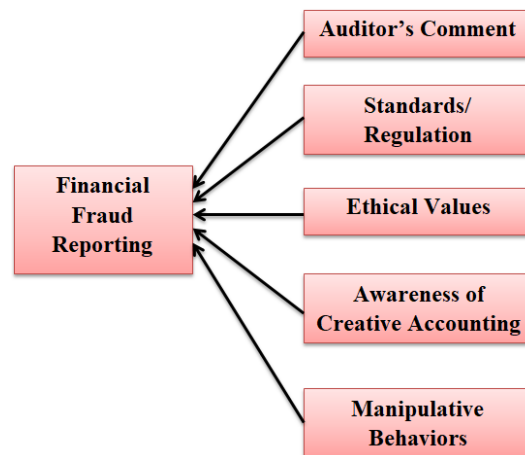 Auditor's Comment
Standards/
Regulation
Financial
Fraud
Reporting
Ethical Values
Awareness of
Creative Accounting
Manipulative
Behaviors